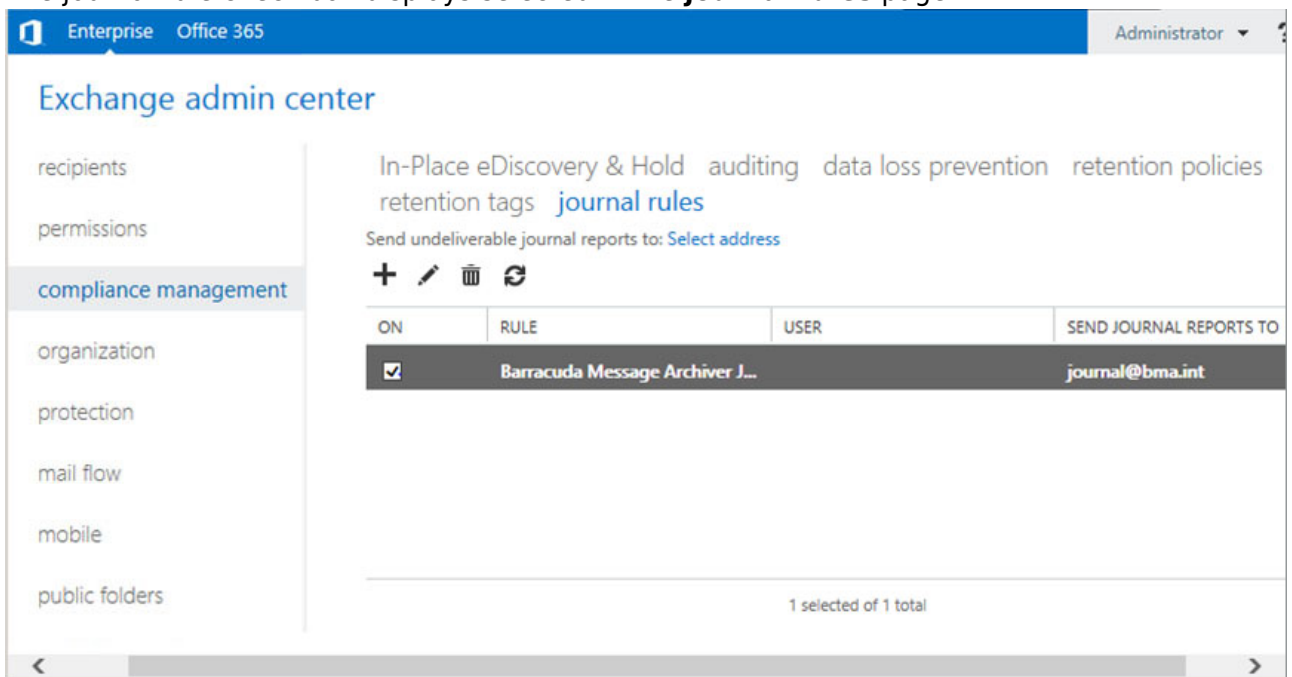 Enterprise Office 365 Administrator ?
Exchange admin center
recipients
permissions
compliance management
organization
protection
mail flow
mobile
public folders
In-Place eDiscovery & Hold auditing data loss prevention retention policies
retention tags journal rules
Send undeliverable journal reports to: Select address
ON RULE USER SEND JOURNAL REPORTS TO
Barracuda Message Archiver J... journal@bma.int
1 selected of 1 total